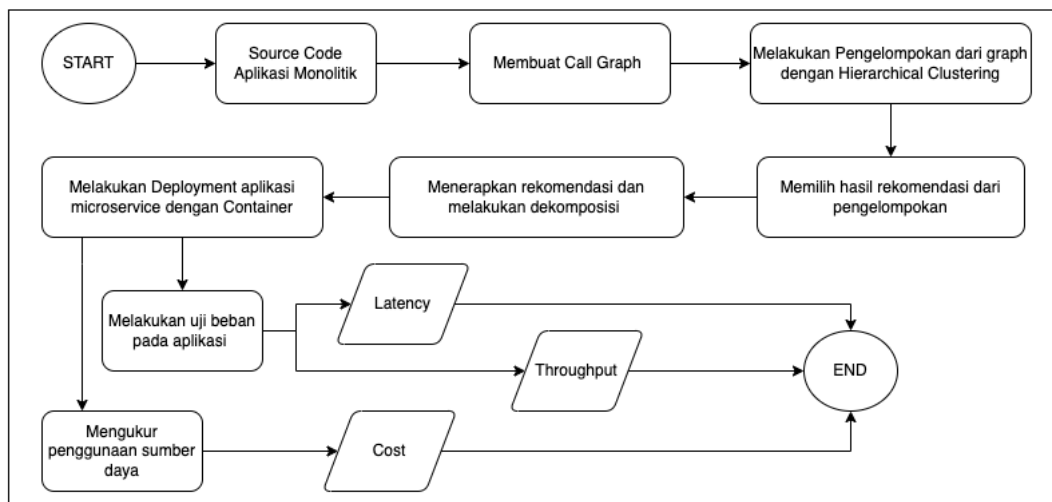 START
Source Code
Aplikasi Monolitik
Membuat Call Graph
Melakukan Pengelompokan dari graph
dengan Hierarchical Clustering
Memilih hasil rekomendasi dari
pengelompokan
Menerapkan rekomendasi dan
melakukan dekomposisi
Melakukan Deployment aplikasi
microservice dengan Container
Melakukan uji beban
pada aplikasi
Latency
Throughput
END
Mengukur
penggunaan sumber
daya
Cost